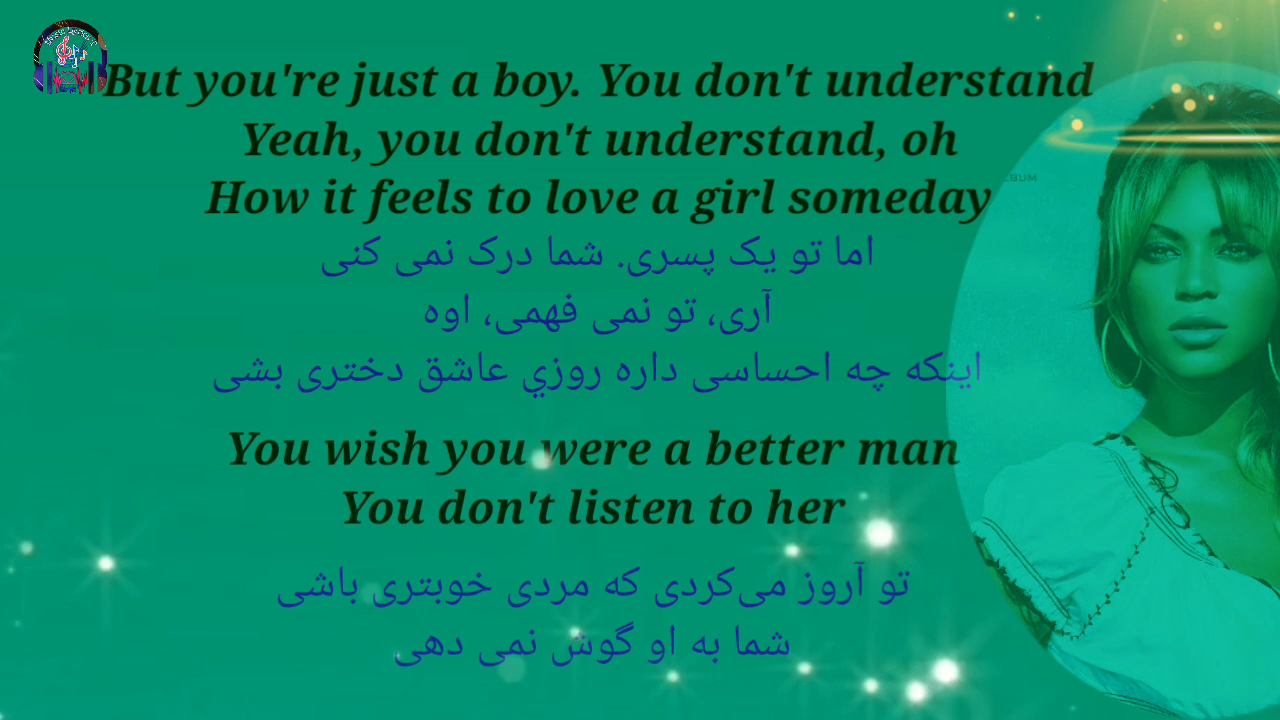 But you're just a boy. You don't understand
Yeah, you don't understand, oh
How it feels to love a girl someday
اما تو یک پسری. شما درک نمی کنی
آری، تو نمی فهمی، اوه
اینکه چه احساسی داره روزي عاشق دختری بشی
You wish you were a better man
You don't listen to her
تو آروز می‌کردی که مردی خوبتری باشی
شما به او گوش نمی دهی